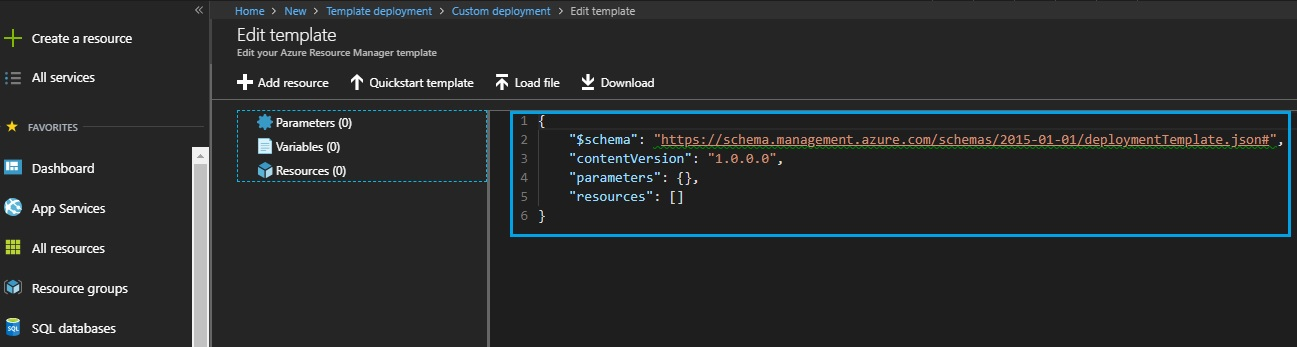 «
Home > New > Template deployment > Custom deployment > Edit template
Create a resource
All services
FAVORITES
Dashboard
App Services
All resources
Resource groups
SQL
SQL databases
Edit template
Edit your Azure Resource Manager template
Add resource Quickstart template Load file Download
Parameters (0)
Variables (0)
Resources (0)
1 {
2 "$schema": "https://schema.management.azure.com/schemas/2015-01-01/deploymentTemplate.json#",
3 "contentVersion": "1.0.0.0",
4 "parameters": {},
5 "resources": []
6 }